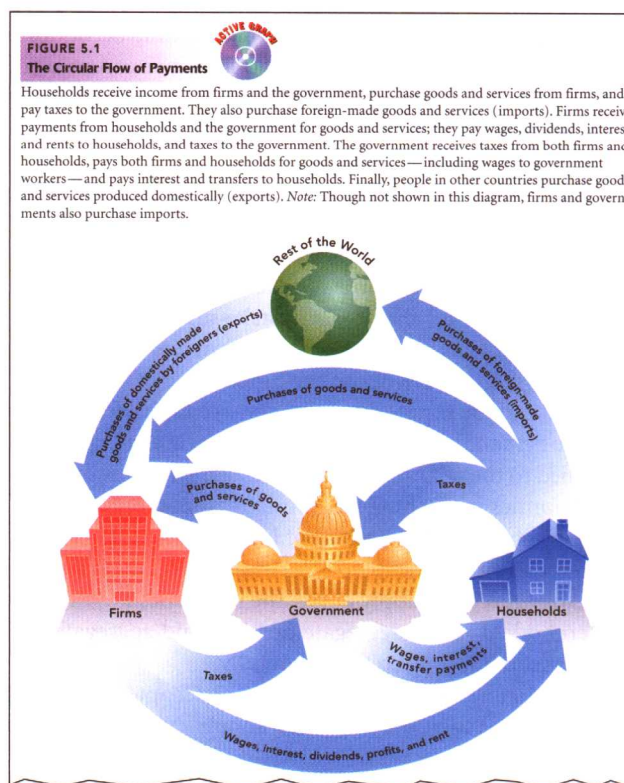 ACTIVE GRAPH
FIGURE 5.1
The Circular Flow of Payments
Households receive income from firms and the government, purchase goods and services from firms, and
pay taxes to the government. They also purchase foreign-made goods and services (imports). Firms receiv
payments from households and the government for goods and services; they pay wages, dividends, interes
and rents to households, and taxes to the government. The government receives taxes from both firms and
households, pays both firms and households for goods and services—including wages to government
workers—and pays interest and transfers to households. Finally, people in other countries purchase good
and services produced domestically (exports). Note: Though not shown in this diagram, firms and govern
ments also purchase imports.
Rest of the World
Purchases of domestically made
goods and services by foreigners (exports)
Purchases of foreign-made
goods and services
(imports)
Purchases of goods and services
Purchases of goods
and services
Taxes
Firms
Government
Households
Taxes
Wages, interest,
transfer payments
Wages, interest, dividends, profits, and rent